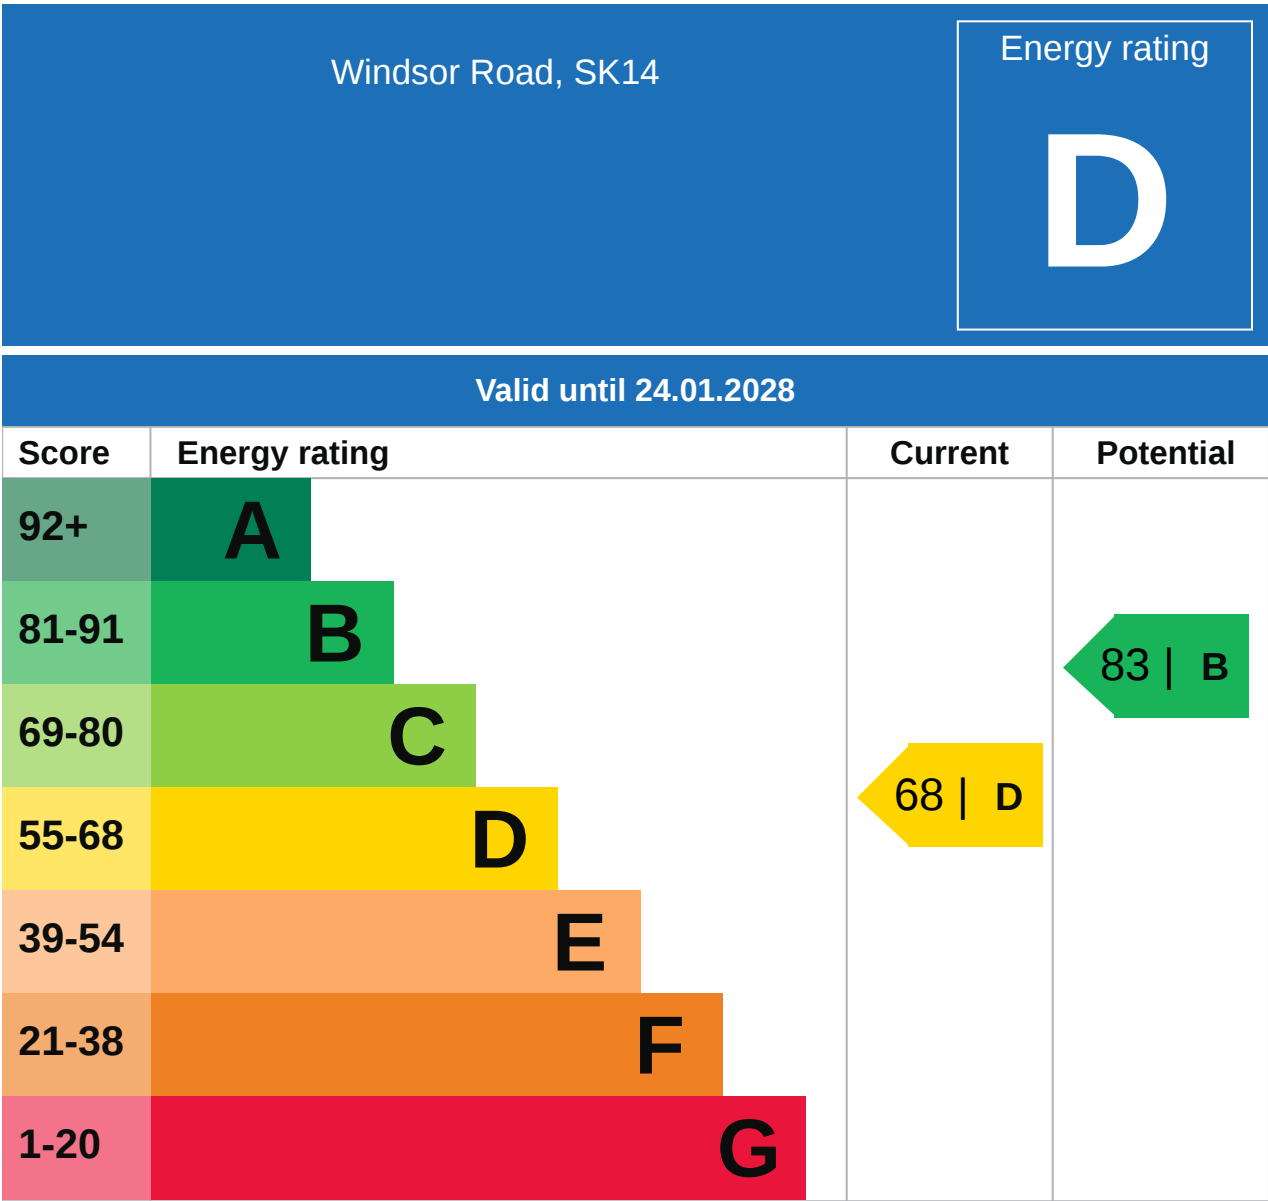 Windsor Road, SK14
Energy rating
D
Valid until 24.01.2028
Score Energy rating Current Potential
92+ A
81-91 B
83 | B
69-80 C
68 | D
55-68 D
39-54 E
21-38 F
1-20 G